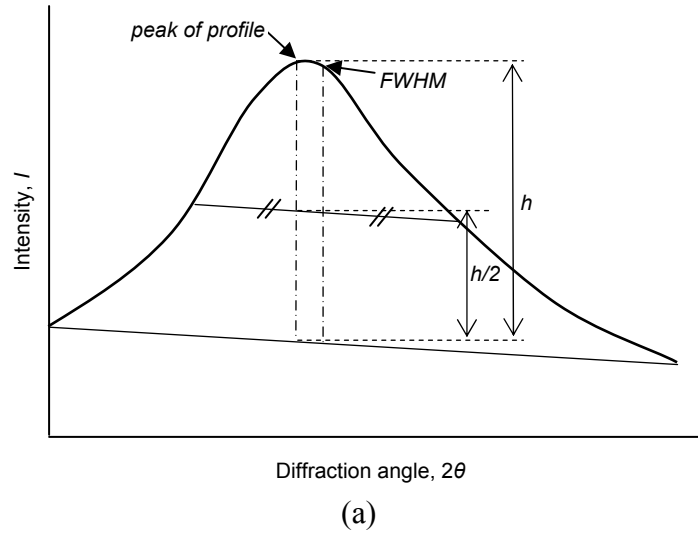 peak of profile
FWHM
h
h/2
Intensity, I
Diffraction angle, 2θ
(a)